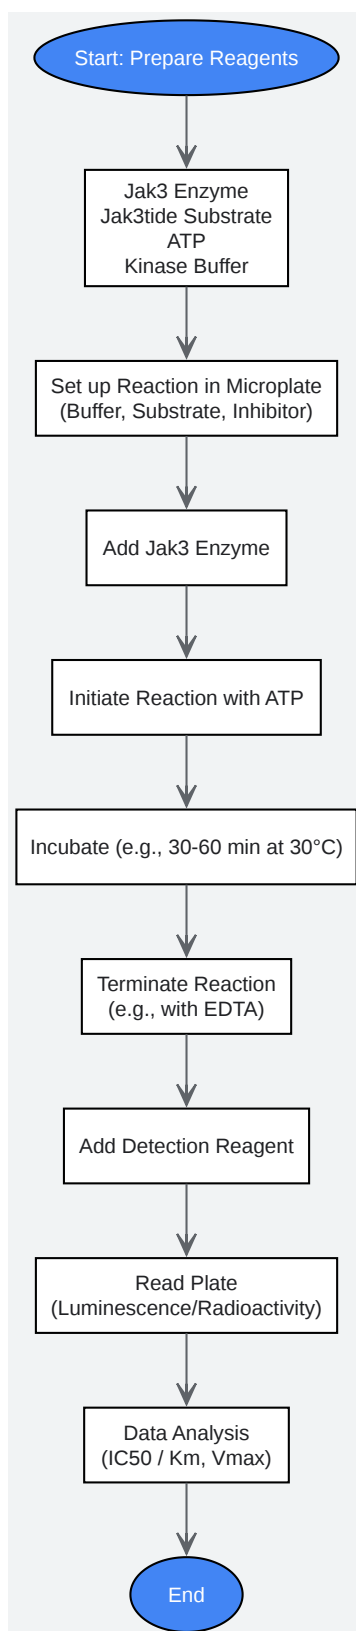 Start: Prepare Reagents
Jak3 Enzyme
Jak3tide Substrate
ATP
Kinase Buffer
Set up Reaction in Microplate
(Buffer, Substrate, Inhibitor)
Add Jak3 Enzyme
Initiate Reaction with ATP
Incubate (e.g., 30-60 min at 30°C)
Terminate Reaction
(e.g., with EDTA)
Add Detection Reagent
Read Plate
(Luminescence/Radioactivity)
Data Analysis
(IC50 / Km, Vmax)
End